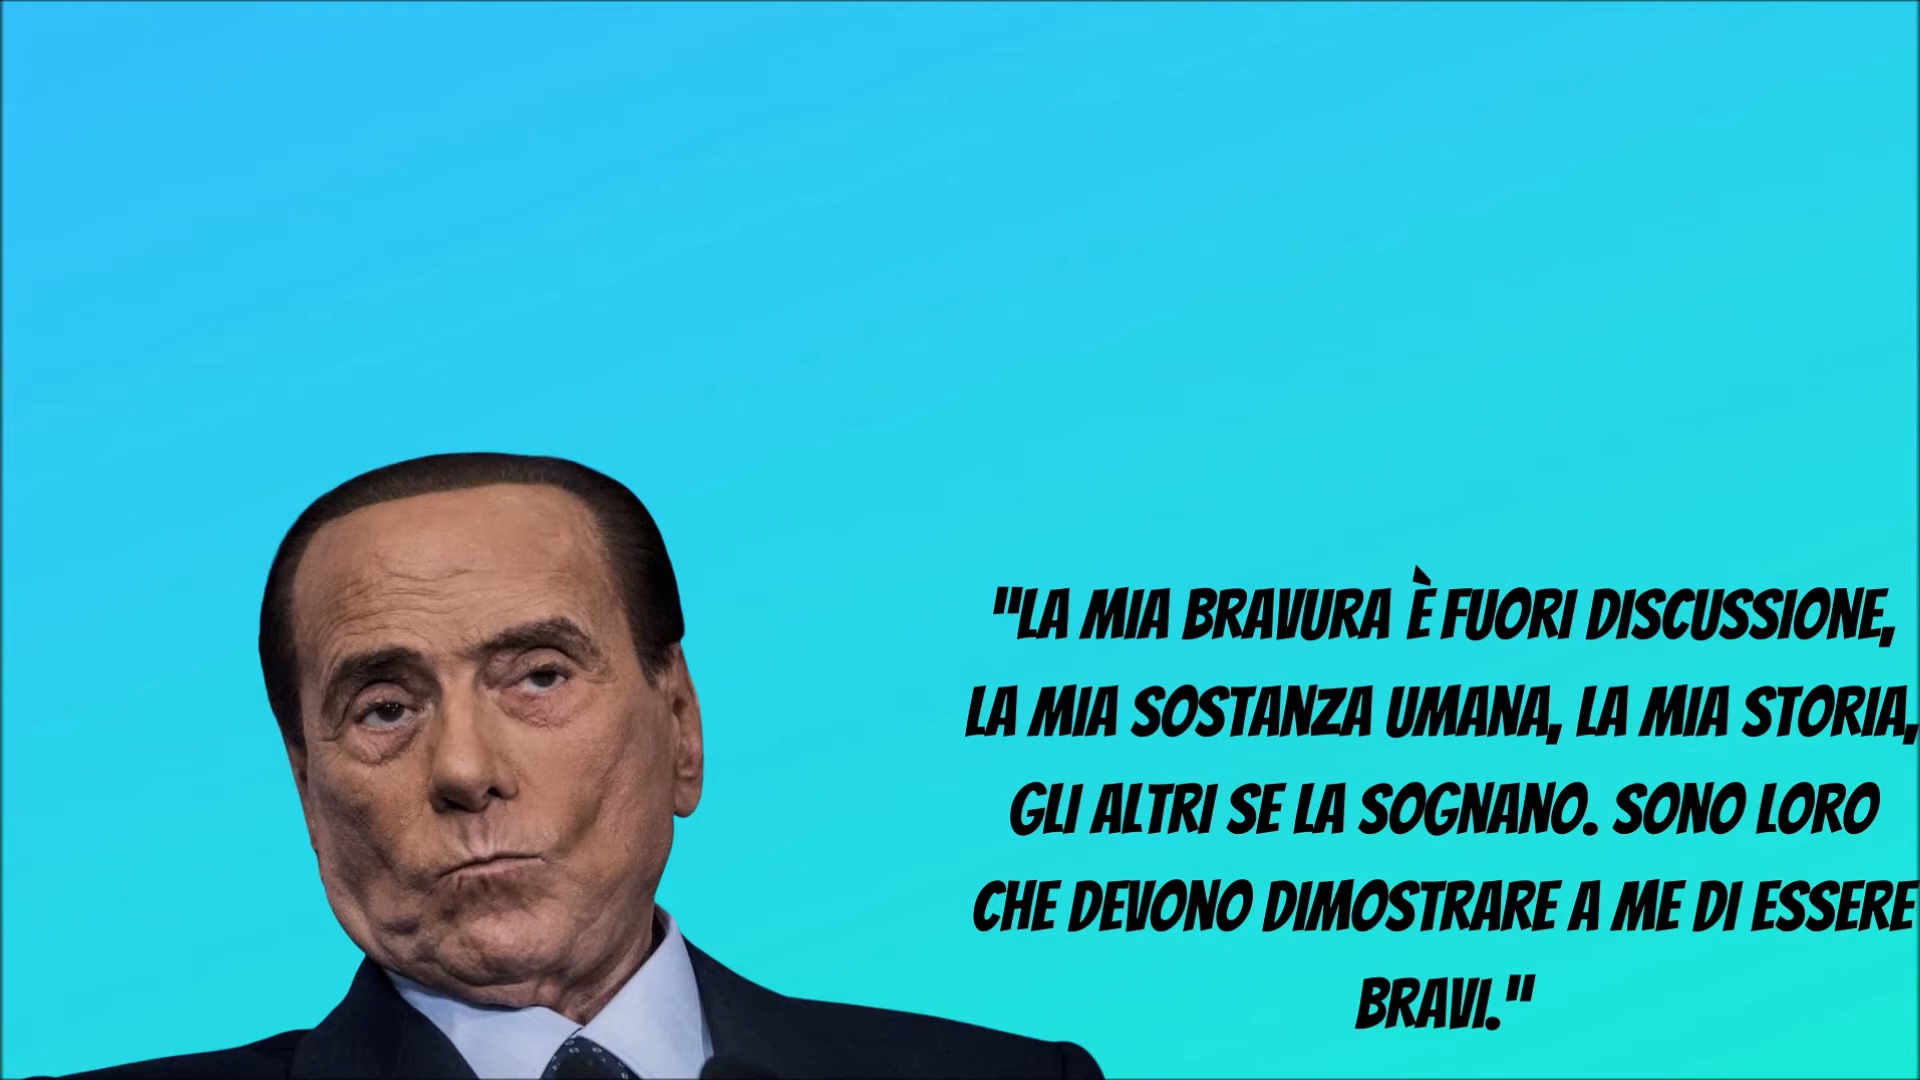 "LA MIA BRAVURA È FUORI DISCUSSIONE,
LA MIA SOSTANZA UMANA, LA MIA STORIA,
GLI ALTRI SE LA SOGNANO. SONO LORO
CHE DEVONO DIMOSTRARE A ME DI ESSERE
BRAVI."